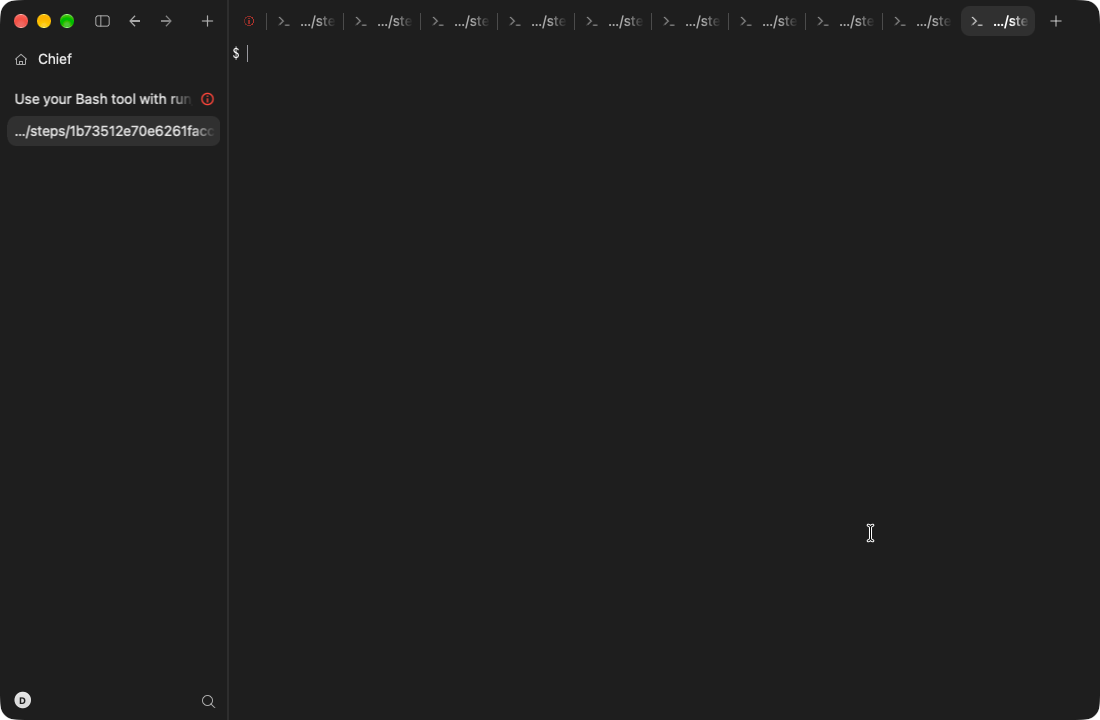 >_ .../ste
>_ .../ste
>_ .../ste
>_ .../ste
>_ .../ste
>_ .../ste
>_ .../ste
>_ .../ste
>_ .../ste
>_ .../ste
Chief
Use your Bash tool with run
.../steps/1b73512e70e6261facc
$
D